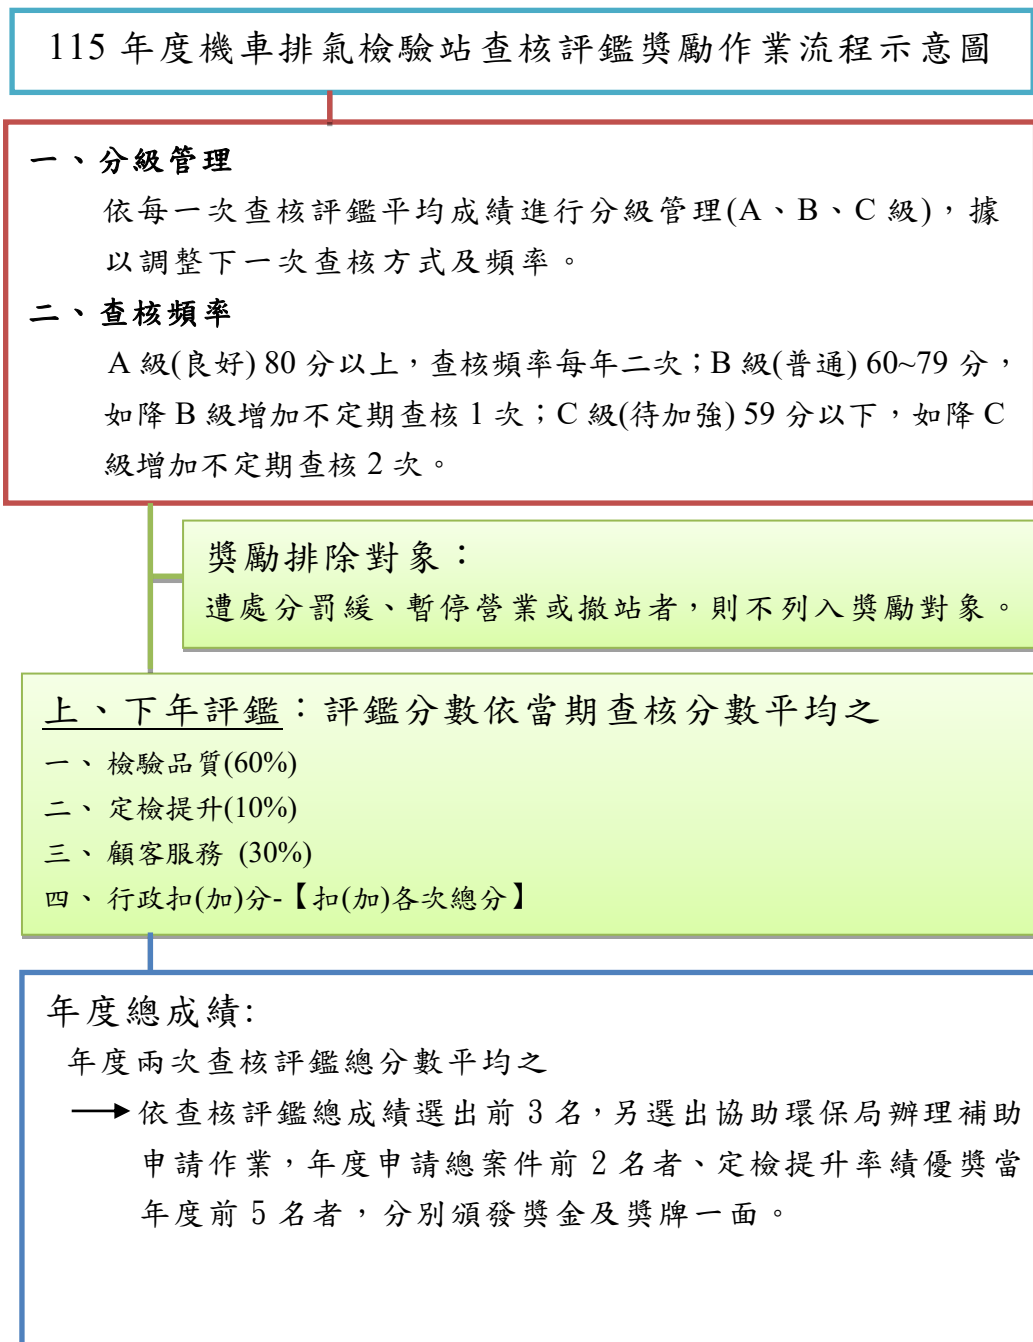 115 年度機車排氣檢驗站查核評鑑獎勵作業流程示意圖
一、分級管理
依每一次查核評鑑平均成績進行分級管理(A、B、C 級)，據
以調整下一次查核方式及頻率。
二、查核頻率
A 級(良好) 80 分以上，查核頻率每年二次；B 級(普通) 60~79 分，
如降 B 級增加不定期查核 1 次；C 級(待加強) 59 分以下，如降 C
級增加不定期查核 2 次。
獎勵排除對象：
遭處分罰緩、暫停營業或撤站者，則不列入獎勵對象。
上、下年評鑑：評鑑分數依當期查核分數平均之
一、 檢驗品質(60%)
二、 定檢提升(10%)
三、 顧客服務 (30%)
四、 行政扣(加)分-【扣(加)各次總分】
年度總成績:
年度兩次查核評鑑總分數平均之
依查核評鑑總成績選出前 3 名，另選出協助環保局辦理補助
申請作業，年度申請總案件前 2 名者、定檢提升率績優獎當
年度前 5 名者，分別頒發獎金及獎牌一面。